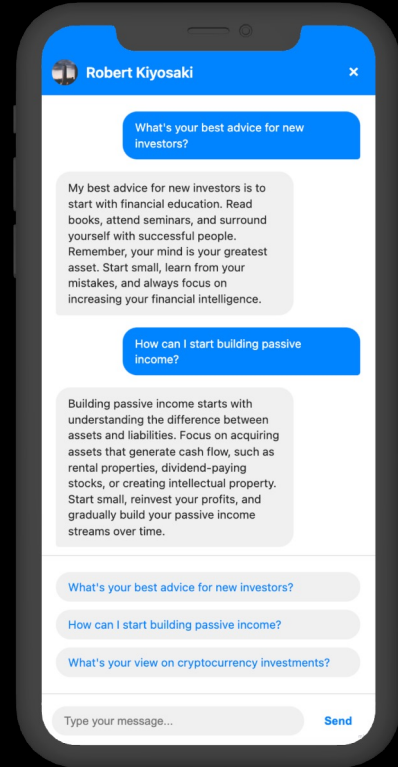 Robert Kiyosaki ×
What's your best advice for new
investors?
My best advice for new investors is to
start with financial education. Read
books, attend seminars, and surround
yourself with successful people.
Remember, your mind is your greatest
asset. Start small, learn from your
mistakes, and always focus on
increasing your financial intelligence.
How can I start building passive
income?
Building passive income starts with
understanding the difference between
assets and liabilities. Focus on acquiring
assets that generate cash flow, such as
rental properties, dividend-paying
stocks, or creating intellectual property.
Start small, reinvest your profits, and
gradually build your passive income
streams over time.
What's your best advice for new investors?
How can I start building passive income?
What's your view on cryptocurrency investments?
Type your message... Send